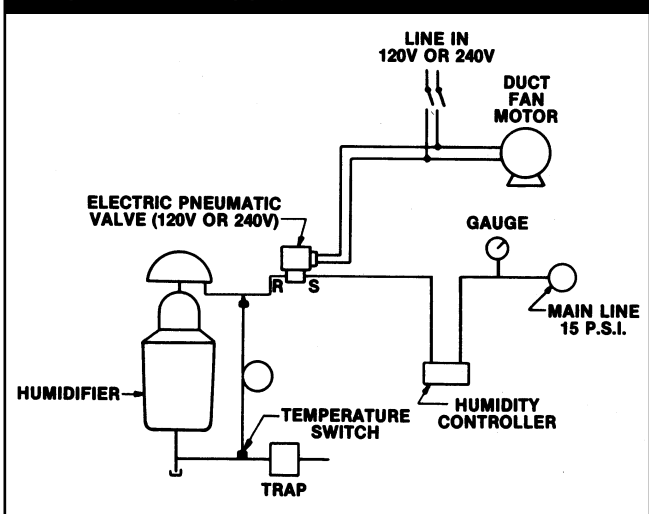 LINE IN
120V OR 240V
DUCT
FAN
MOTOR
ELECTRIC PNEUMATIC
VALVE (120V OR 240V)
GAUGE
R
S
MAIN LINE
15 P.S.I.
HUMIDIFIER
TEMPERATURE
SWITCH
HUMIDITY
CONTROLLER
TRAP